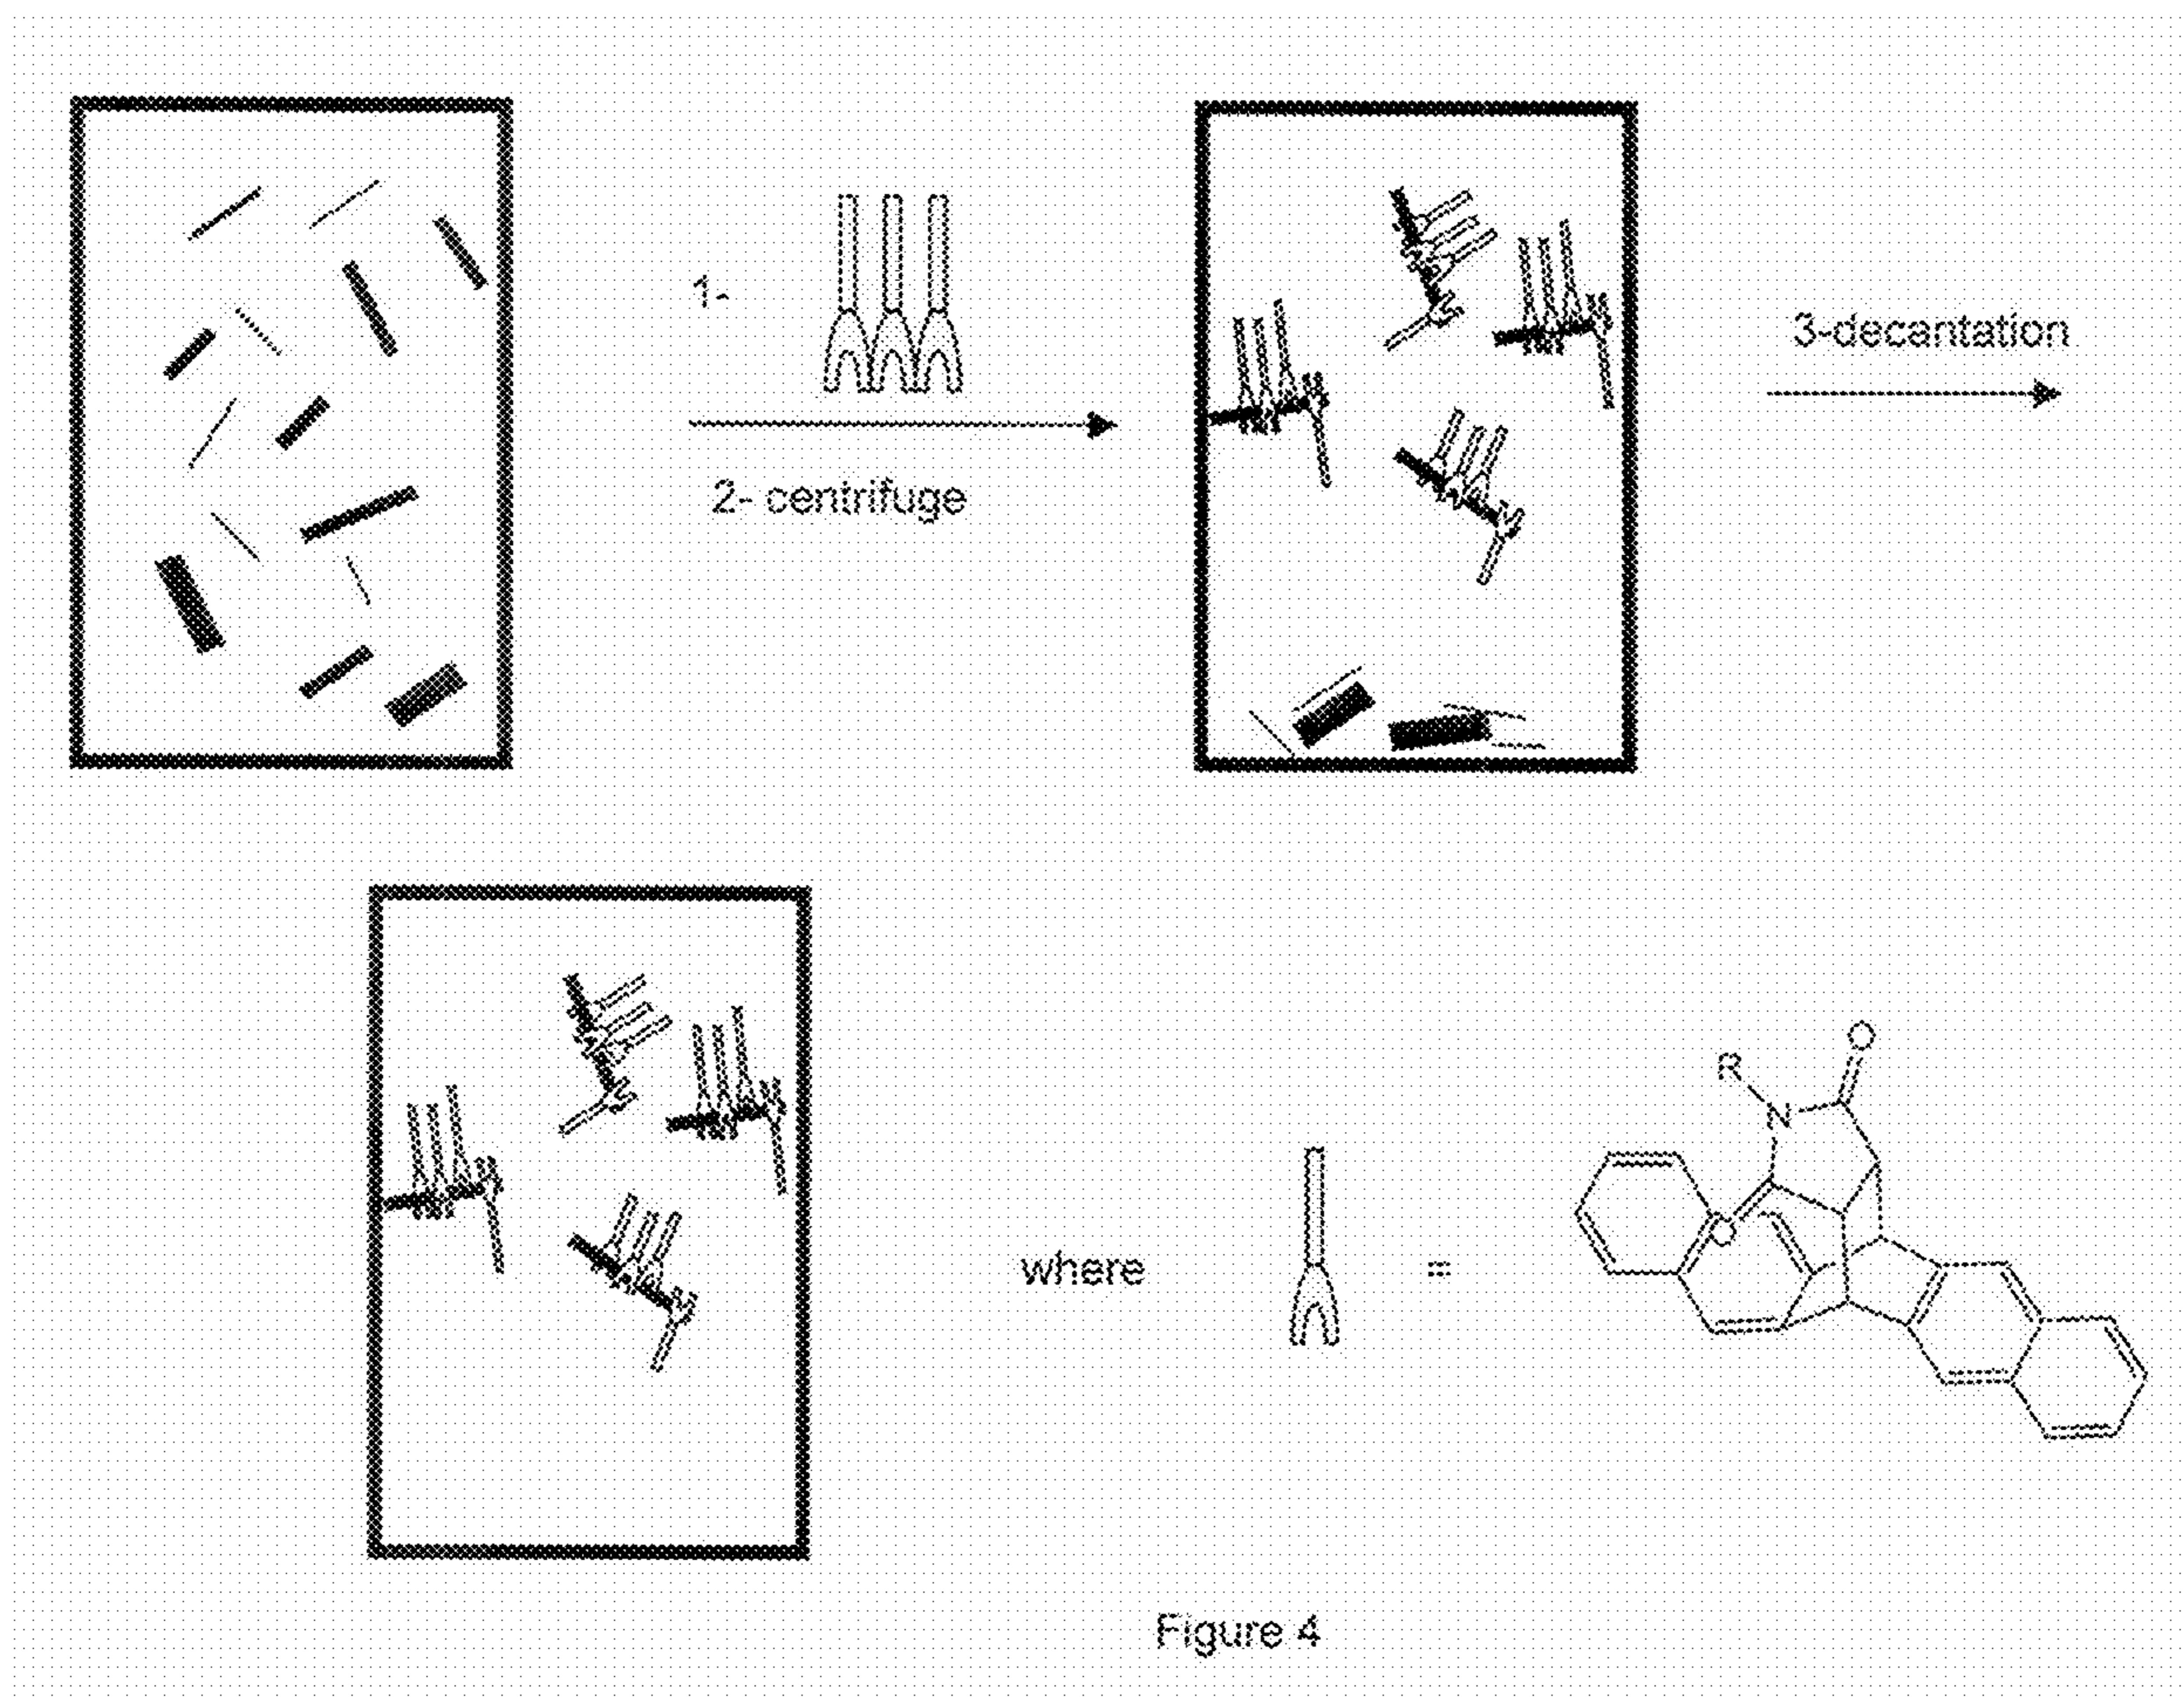 1-
2- centrifuge
3-decantation
where
=
R
N
O
O
Figure 4